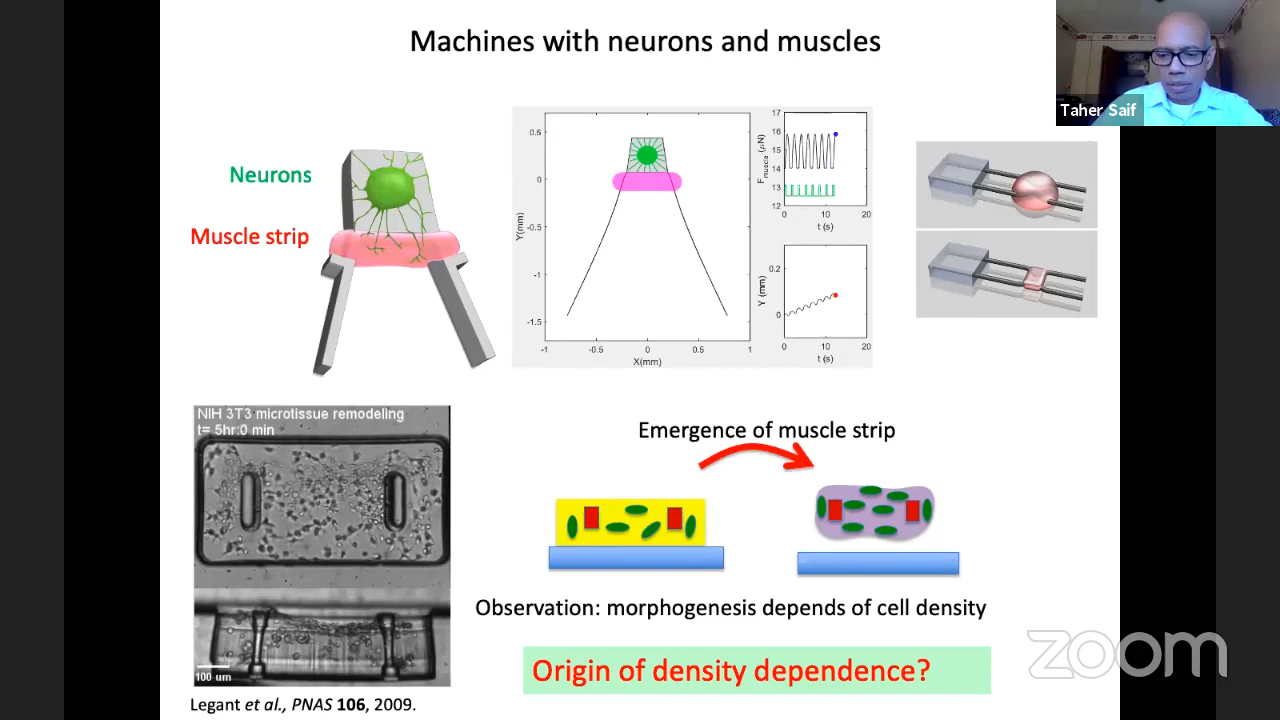 Machines with neurons and muscles
Taher Saif
Neurons
Muscle strip
0.5
0
-0.5
-1
-1.5
Y(mm)
-1
-0.5
0
0.5
1
X(mm)
17
16
15
14
13
12
F muscle (μN)
0
10
20
t (s)
0.2
0
Y (mm)
0
10
20
t (s)
NIH 3T3 microtissue remodeling
t= 5hr:0 min
100 um
Legant et al., PNAS 106, 2009.
Emergence of muscle strip
Observation: morphogenesis depends of cell density
Origin of density dependence?
zoom